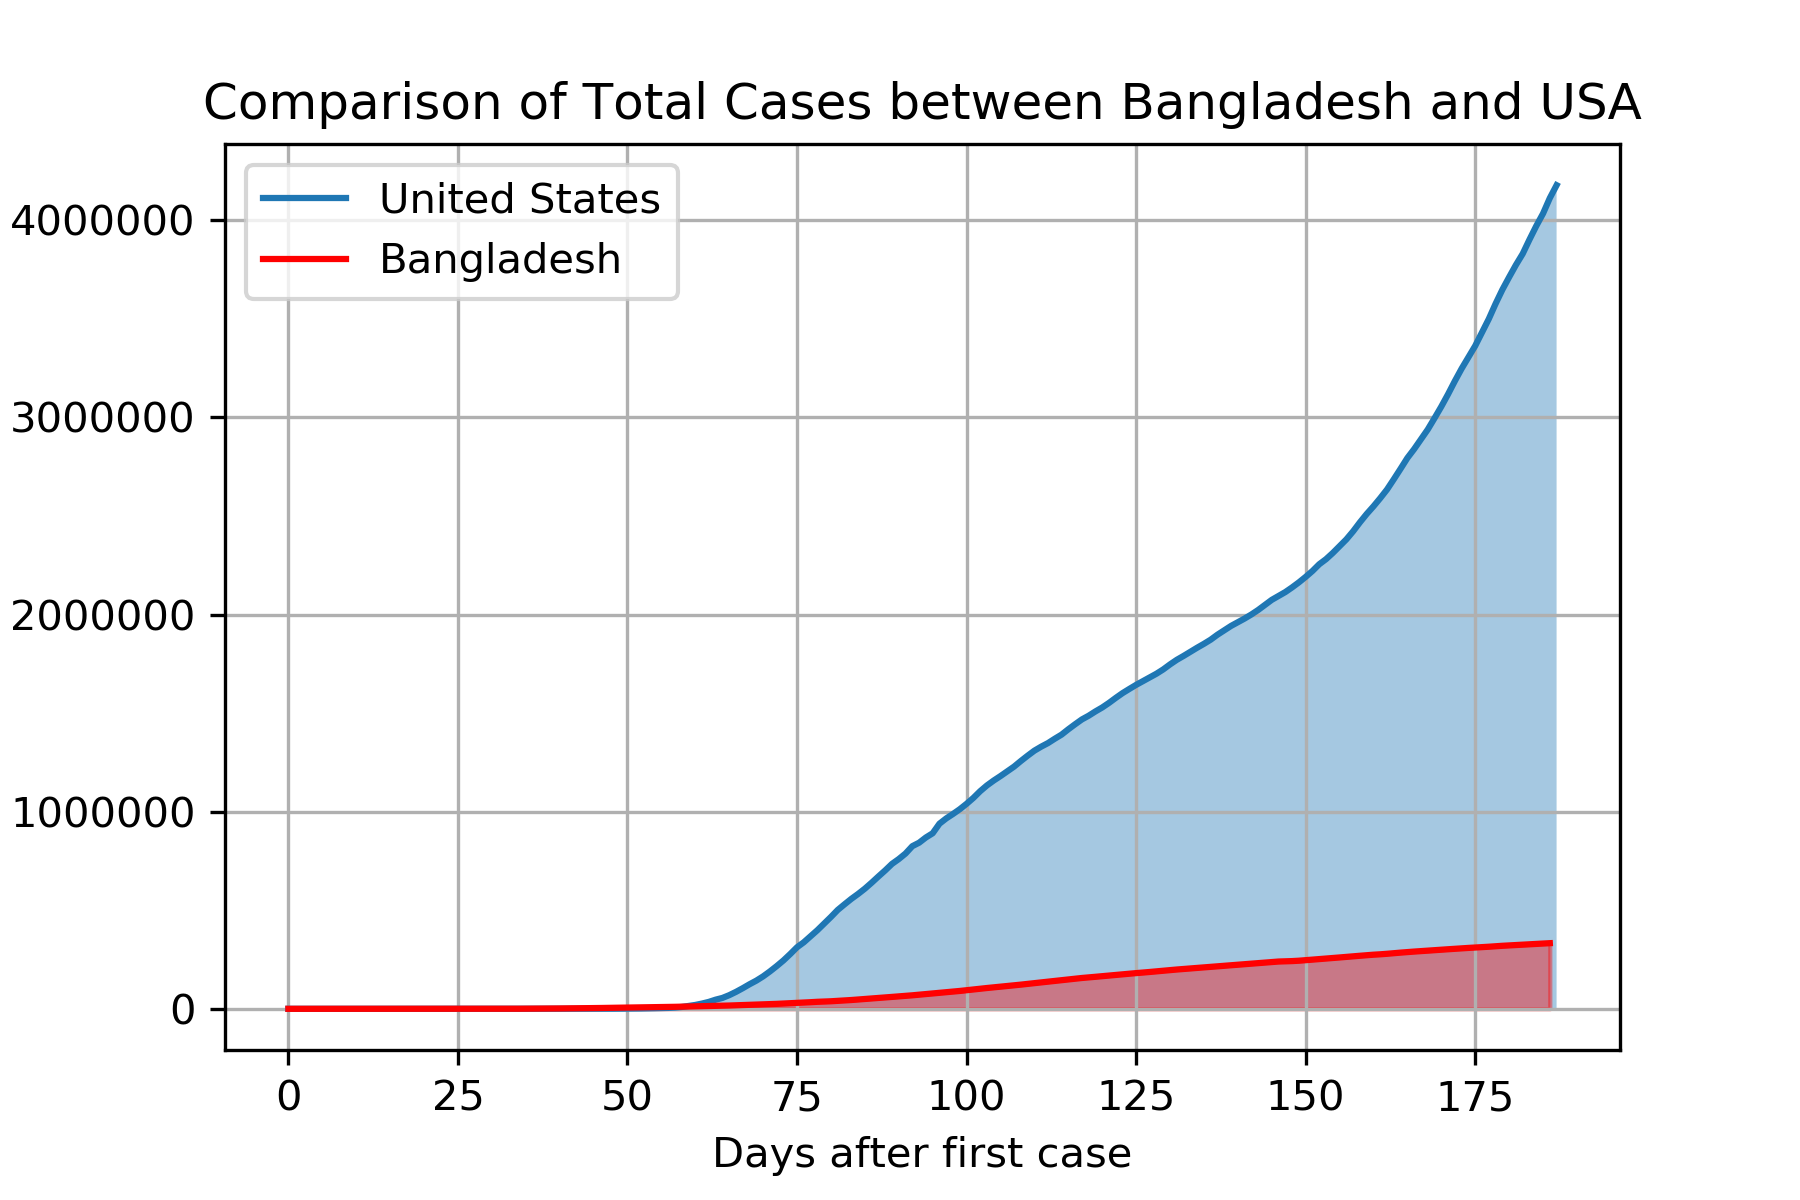 Comparison of Total Cases between Bangladesh and USA
United States
Bangladesh
4000000
3000000
2000000
1000000
0
0 25 50 75 100 125 150 175
Days after first case